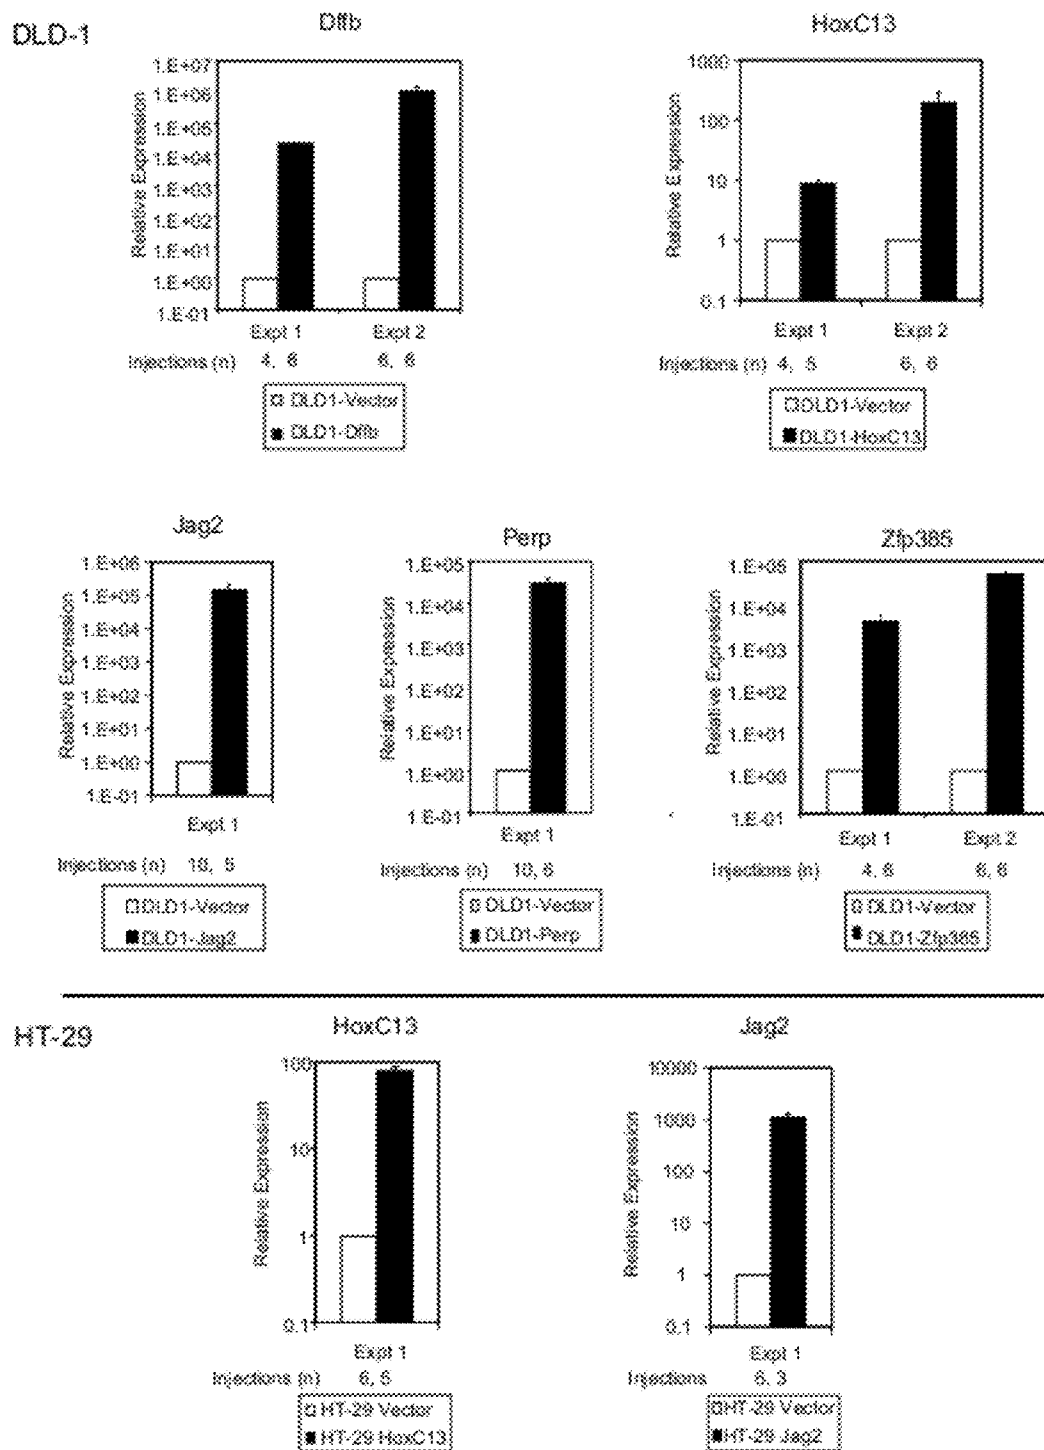 DLD-1
Dffb
HoxC13
Relative Expression
1.E+07
1.E+06
1.E+05
1.E+04
1.E+03
1.E+02
1.E+01
1.E+00
1.E-01
Expt 1 Expt 2
Injections (n) 4, 6 6, 6
DLD1-Vector
DLD1-Dffb
Relative Expression
1000
100
10
1
0.1
Expt 1 Expt 2
Injections (n) 4, 5 6, 6
DLD1-Vector
DLD1-HoxC13
Jag2
Relative Expression
1.E+06
1.E+05
1.E+04
1.E+03
1.E+02
1.E+01
1.E+00
1.E-01
Expt 1
Injections (n) 10, 5
DLD1-Vector
DLD1-Jag2
Perp
Relative Expression
1.E+05
1.E+04
1.E+03
1.E+02
1.E+01
1.E+00
1.E-01
Expt 1
Injections (n) 10, 6
DLD1-Vector
DLD1-Perp
Zfp385
Relative Expression
1.E+05
1.E+04
1.E+03
1.E+02
1.E+01
1.E+00
1.E-01
Expt 1 Expt 2
Injections (n) 4, 6 6, 6
DLD1-Vector
DLD1-Zfp385
HT-29
HoxC13
Relative Expression
100
10
1
0.1
Expt 1
Injections (n) 6, 5
HT-29 Vector
HT-29 HoxC13
Jag2
Relative Expression
10000
1000
100
10
1
0.1
Expt 1
Injections 6, 3
HT-29 Vector
HT-29 Jag2